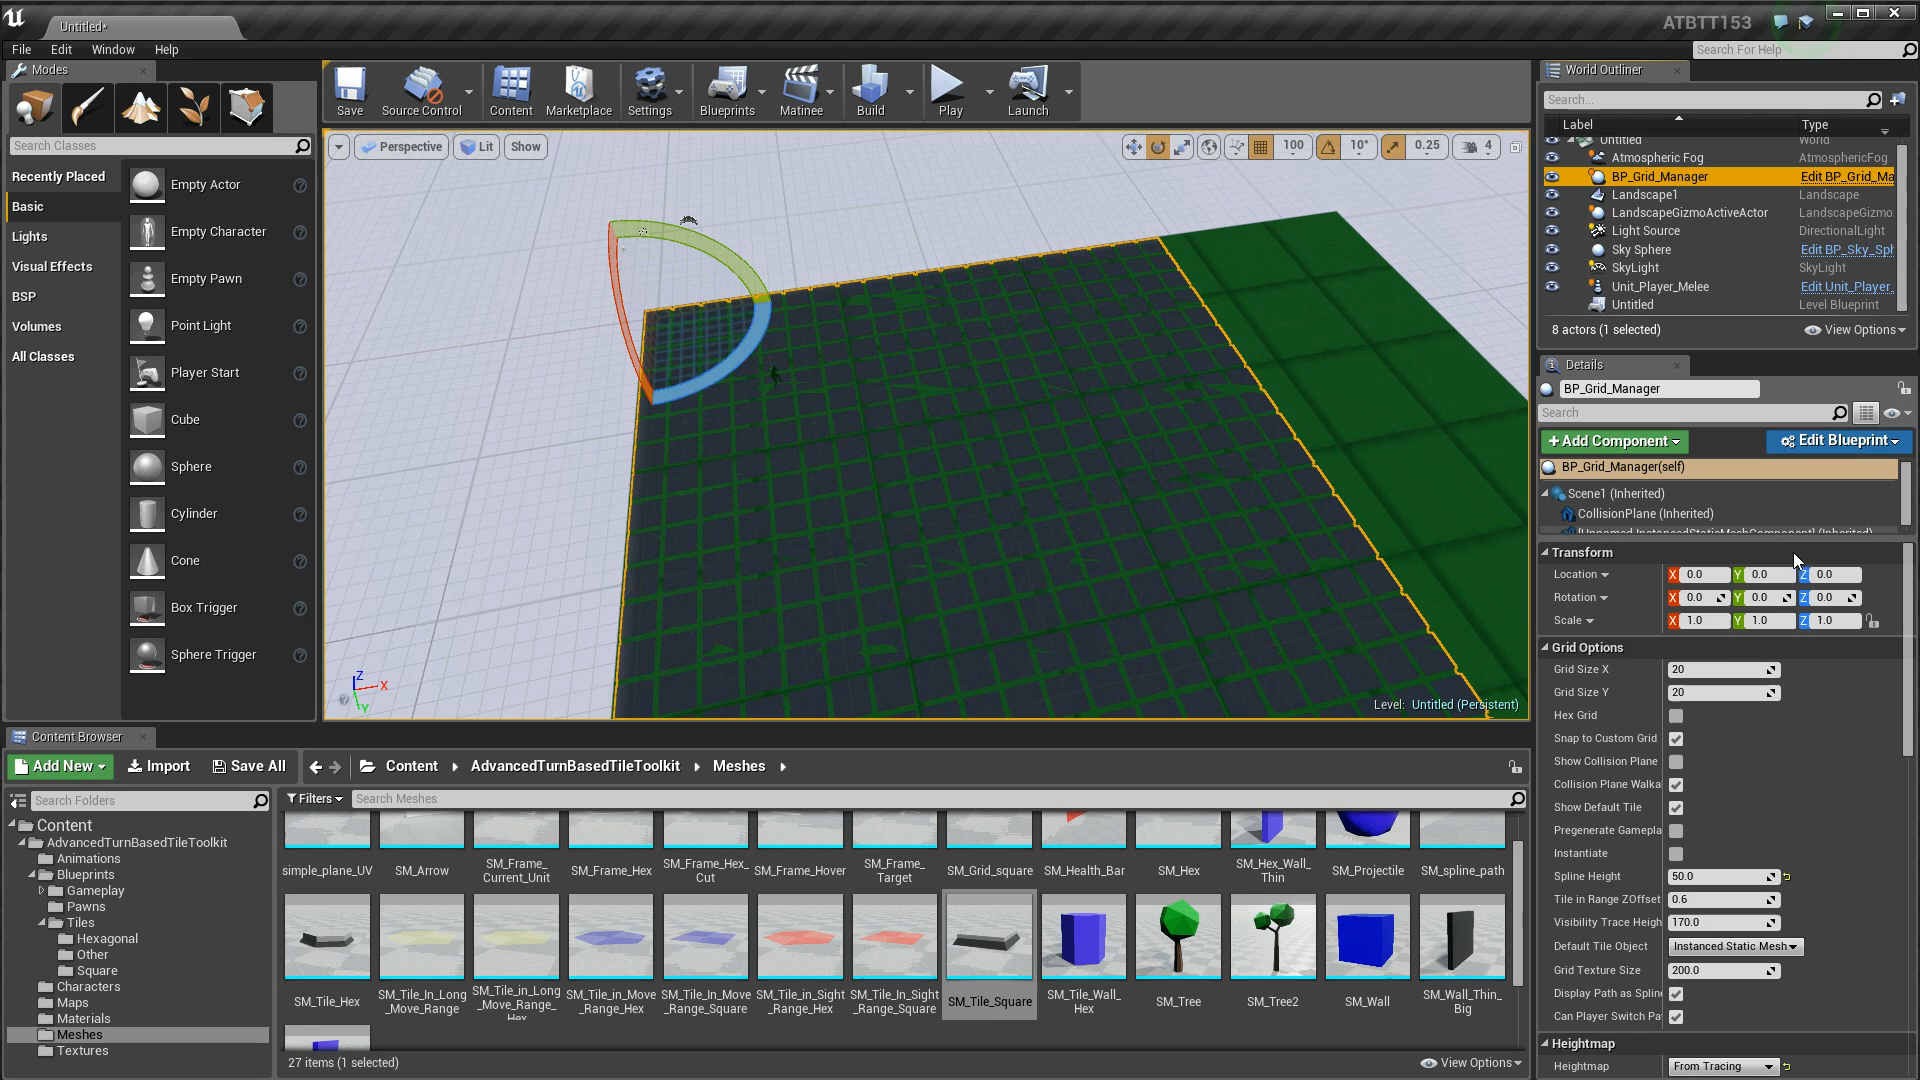 Untitled*
ATBTT153
File Edit Window Help
Search For Help
Modes
Search Classes
Recently Placed
Basic
Lights
Visual Effects
BSP
Volumes
All Classes
Empty Actor
Empty Character
Empty Pawn
Point Light
Player Start
Cube
Sphere
Cylinder
Cone
Box Trigger
Sphere Trigger
Save Source Control Content Marketplace Settings Blueprints Matinee Build Play Launch
Perspective Lit Show
100 10° 0.25 4
Z X Y
Level: Untitled (Persistent)
World Outliner
Search...
Label Type
Untitled World
Atmospheric Fog AtmosphericFog
BP_Grid_Manager Edit BP_Grid_Ma
Landscape1 Landscape
LandscapeGizmoActiveActor LandscapeGizmo
Light Source DirectionalLight
Sky Sphere Edit BP_Sky_Sph
SkyLight SkyLight
Unit_Player_Melee Edit Unit_Player_
Untitled Level Blueprint
8 actors (1 selected) View Options
Details
BP_Grid_Manager
Search
+Add Component Edit Blueprint
BP_Grid_Manager(self)
Scene1 (Inherited)
CollisionPlane (Inherited)
[Unnamed InstancedStaticMeshComponent] (Inherited)
Transform
Location X 0.0 Y 0.0 Z 0.0
Rotation X 0.0 Y 0.0 Z 0.0
Scale X 1.0 Y 1.0 Z 1.0
Grid Options
Grid Size X 20
Grid Size Y 20
Hex Grid
Snap to Custom Grid
Show Collision Plane
Collision Plane Walka
Show Default Tile
Pregenerate Gamepla
Instantiate
Spline Height 50.0
Tile in Range ZOffset 0.6
Visibility Trace Heigh 170.0
Default Tile Object Instanced Static Mesh
Grid Texture Size 200.0
Display Path as Splin
Can Player Switch Pa
Heightmap
Heightmap From Tracing
Content Browser
Add New Import Save All Content AdvancedTurnBasedTileToolkit Meshes
Search Folders
Filters Search Meshes
Content
AdvancedTurnBasedTileToolkit
Animations
Blueprints
Gameplay
Pawns
Tiles
Hexagonal
Other
Square
Characters
Maps
Materials
Meshes
Textures
simple_plane_UV SM_Arrow SM_Frame_ SM_Frame_Hex SM_Frame_Hex_ SM_Frame_Hover SM_Frame_ SM_Grid_square SM_Health_Bar SM_Hex SM_Hex_Wall_ SM_Projectile SM_spline_path
Current_Unit Cut Target Thin
SM_Tile_Hex SM_Tile_In_Long SM_Tile_in_Long SM_Tile_in_Move SM_Tile_In_Move SM_Tile_in_Sight SM_Tile_In_Sight SM_Tile_Square SM_Tile_Wall_ SM_Tree SM_Tree2 SM_Wall SM_Wall_Thin_
_Move_Range _Move_Range_ _Range_Hex _Range_Square _Range_Hex _Range_Square Hex Big
Hex
27 items (1 selected) View Options